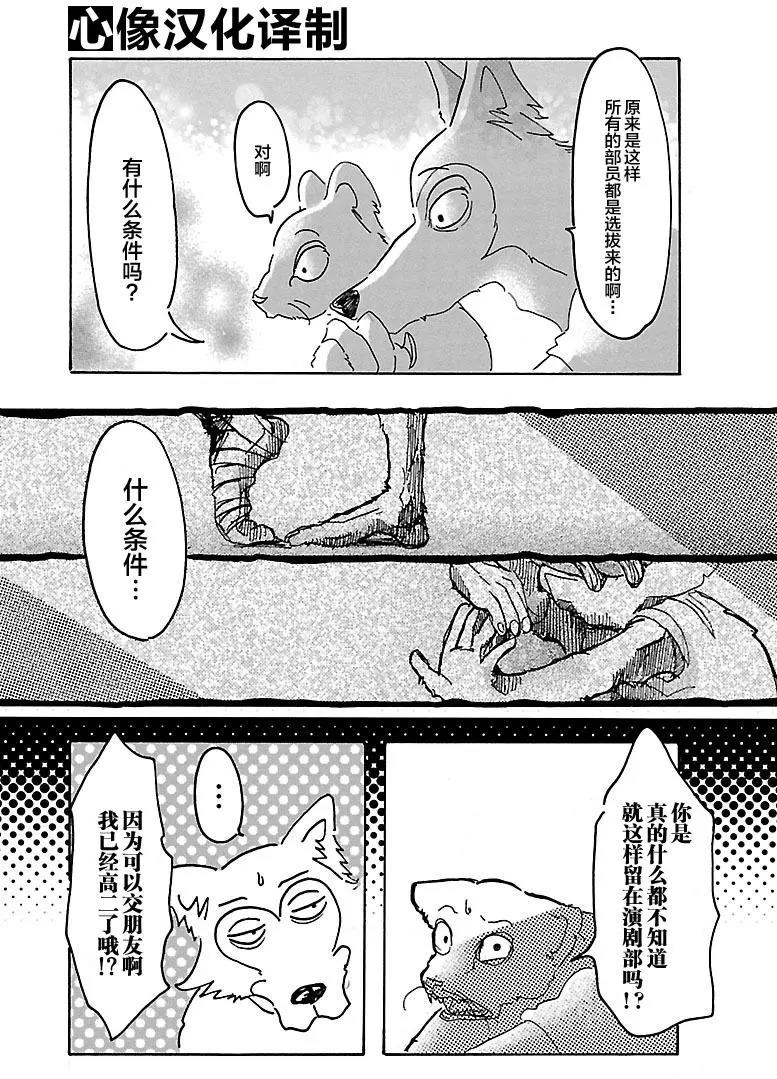 心像汉化译制
原来是这样
所有的部员都是选拔来的啊…
对啊
有什么条件吗？
什么条件…
你是
真的什么都不知道
就这样留在演剧部吗!?
…
因为可以交朋友啊
我已经高二了哦!?